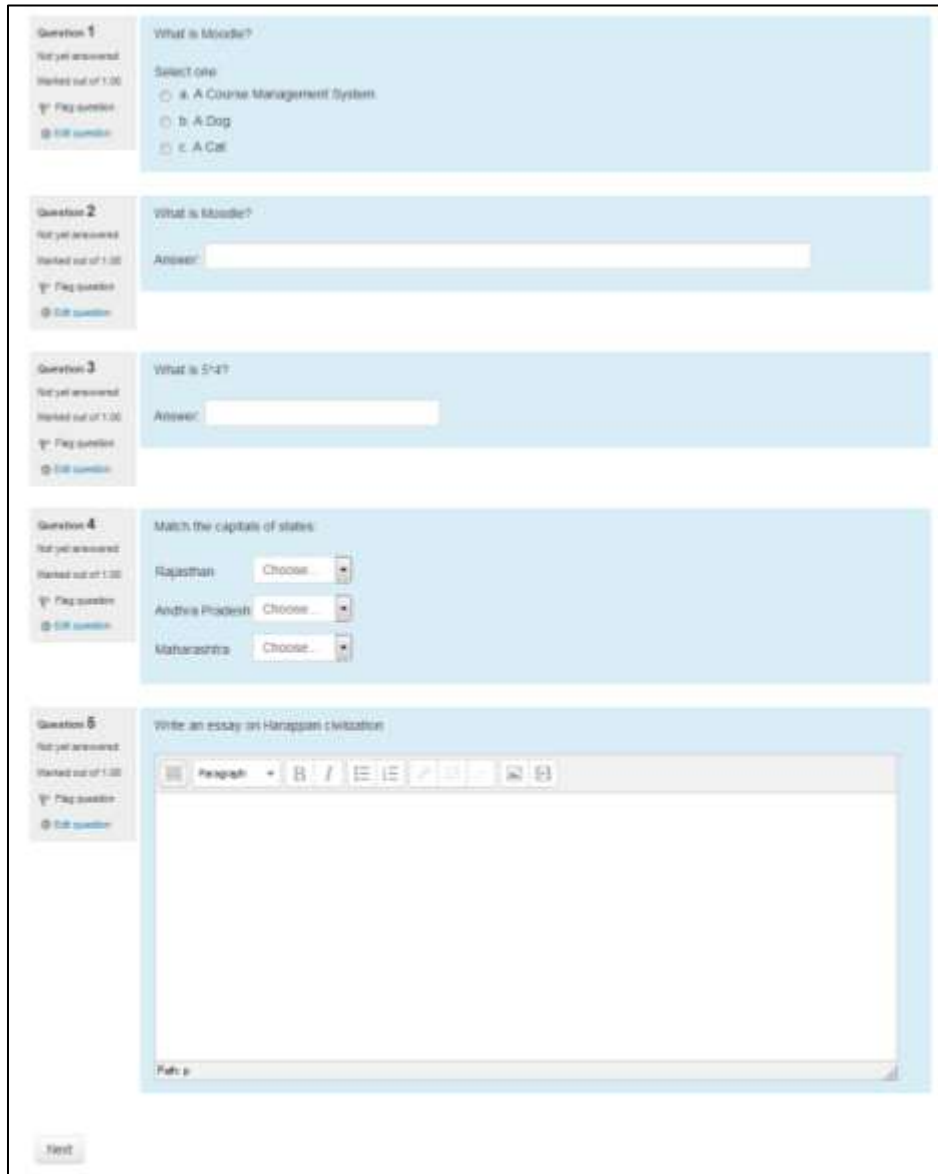 Question 1
Not yet answered
Marked out of 1.00
Flag question
Edit question
What is Moodle?
Select one
a. A Course Management System
b. A Dog
c. A Cat
Question 2
Not yet answered
Marked out of 1.00
Flag question
Edit question
What is Moodle?
Answer:
Question 3
Not yet answered
Marked out of 1.00
Flag question
Edit question
What is 5*4?
Answer:
Question 4
Not yet answered
Marked out of 1.00
Flag question
Edit question
Match the capitals of states:
Rajasthan Choose...
Andhra Pradesh Choose...
Maharashtra Choose...
Question 5
Not yet answered
Marked out of 1.00
Flag question
Edit question
Write an essay on Harappan civilization
Paragraph B I
Path: p
Next